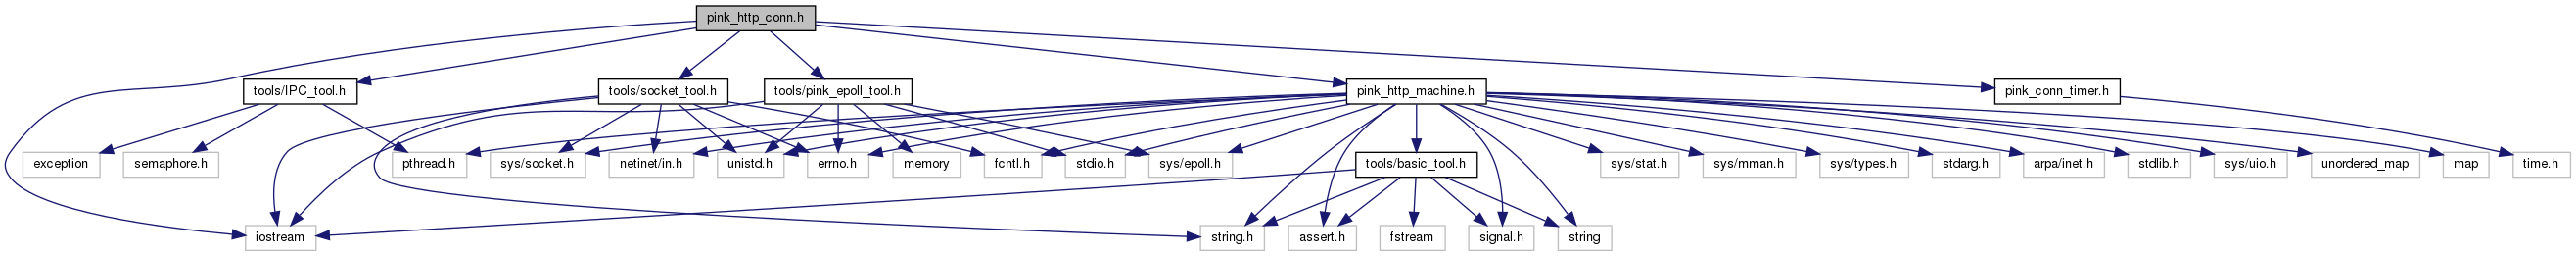 pink_http_conn.h
tools/IPC_tool.h
tools/socket_tool.h
tools/pink_epoll_tool.h
pink_http_machine.h
pink_conn_timer.h
exception
semaphore.h
pthread.h
sys/socket.h
netinet/in.h
unistd.h
errno.h
memory
fcntl.h
stdio.h
sys/epoll.h
tools/basic_tool.h
sys/stat.h
sys/mman.h
sys/types.h
stdarg.h
arpa/inet.h
stdlib.h
sys/uio.h
unordered_map
map
time.h
iostream
string.h
assert.h
fstream
signal.h
string